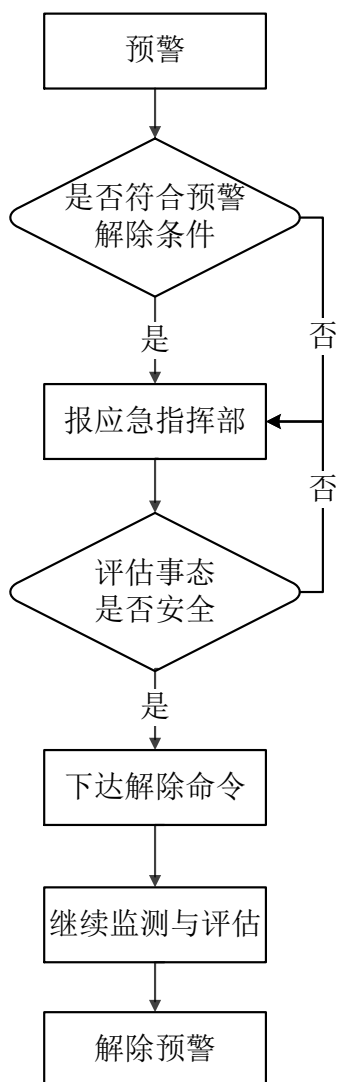 预警
是否符合预警
解除条件
是
否
报应急指挥部
否
评估事态
是否安全
是
下达解除命令
继续监测与评估
解除预警